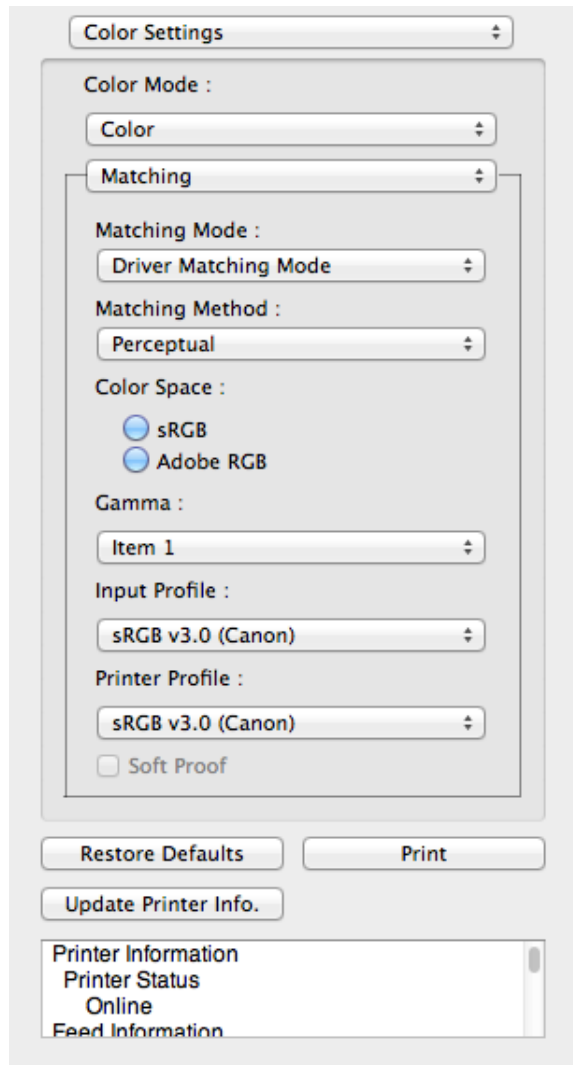 Color Settings
Color Mode :
Color
Matching
Matching Mode :
Driver Matching Mode
Matching Method :
Perceptual
Color Space :
sRGB
Adobe RGB
Gamma :
Item 1
Input Profile :
sRGB v3.0 (Canon)
Printer Profile :
sRGB v3.0 (Canon)
Soft Proof
Restore Defaults Print
Update Printer Info.
Printer Information
Printer Status
Online
Feed Information